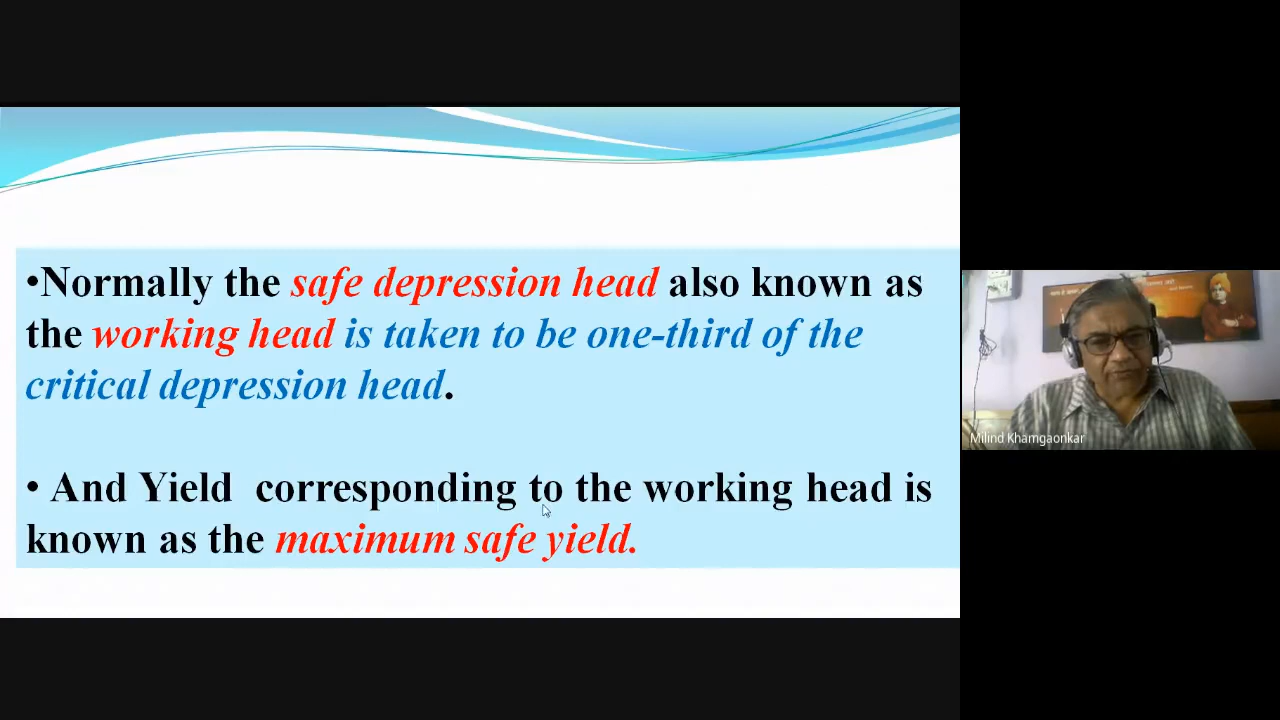 •Normally the safe depression head also known as
the working head is taken to be one-third of the
critical depression head.
• And Yield corresponding to the working head is
known as the maximum safe yield.
Milind Khamgaonkar